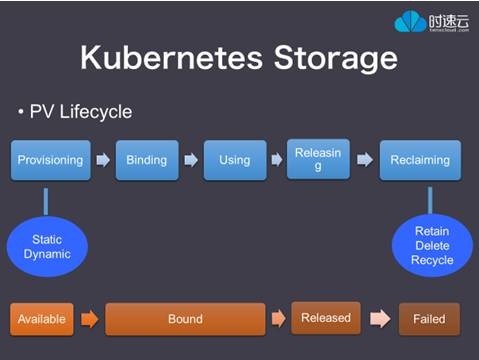 时速云
tenxcloud.com
Kubernetes Storage
• PV Lifecycle
Provisioning
Binding
Using
Releasin
g
Reclaiming
Static
Dynamic
Retain
Delete
Recycle
Available
Bound
Released
Failed